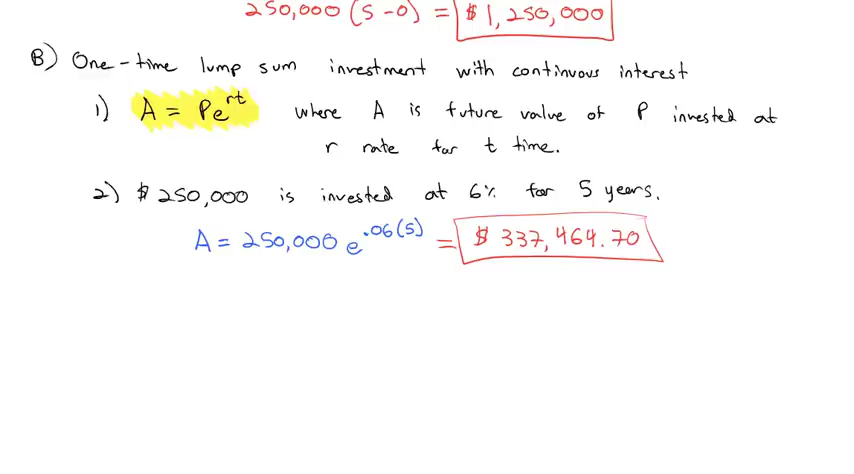 250,000 (5-0) = $1,250,000
B) One-time lump sum investment with continuous interest
1) A = Pe^rt where A is future value of P invested at
r rate for t time.
2) $250,000 is invested at 6% for 5 years.
A = 250,000 e^.06(5) = $337,464.70